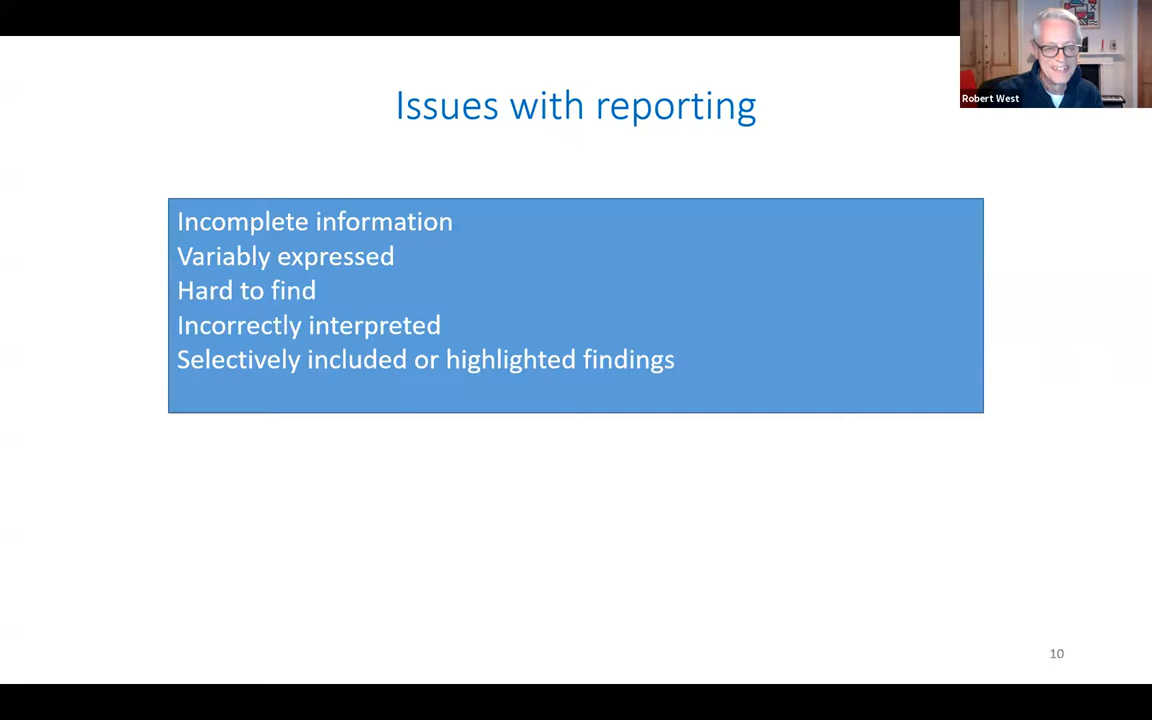 Robert West
Issues with reporting
Incomplete information
Variably expressed
Hard to find
Incorrectly interpreted
Selectively included or highlighted findings
10